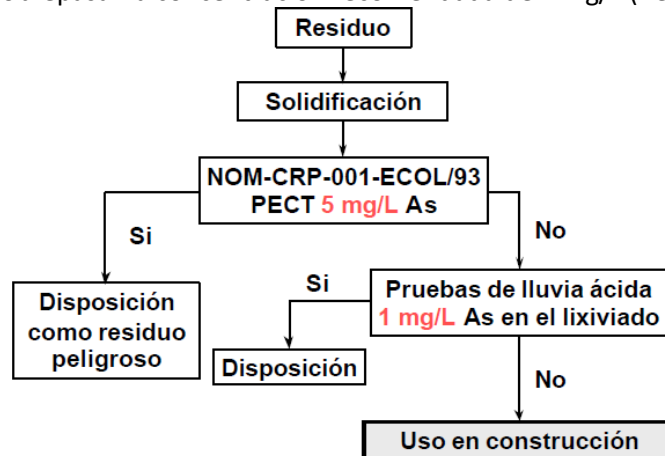 Residuo
Solidificación
NOM-CRP-001-ECOL/93
PECT 5 mg/L As
Si
No
Disposición
como residuo
peligroso
Si
Pruebas de lluvia ácida
1 mg/L As en el lixiviado
Disposición
No
Uso en construcción